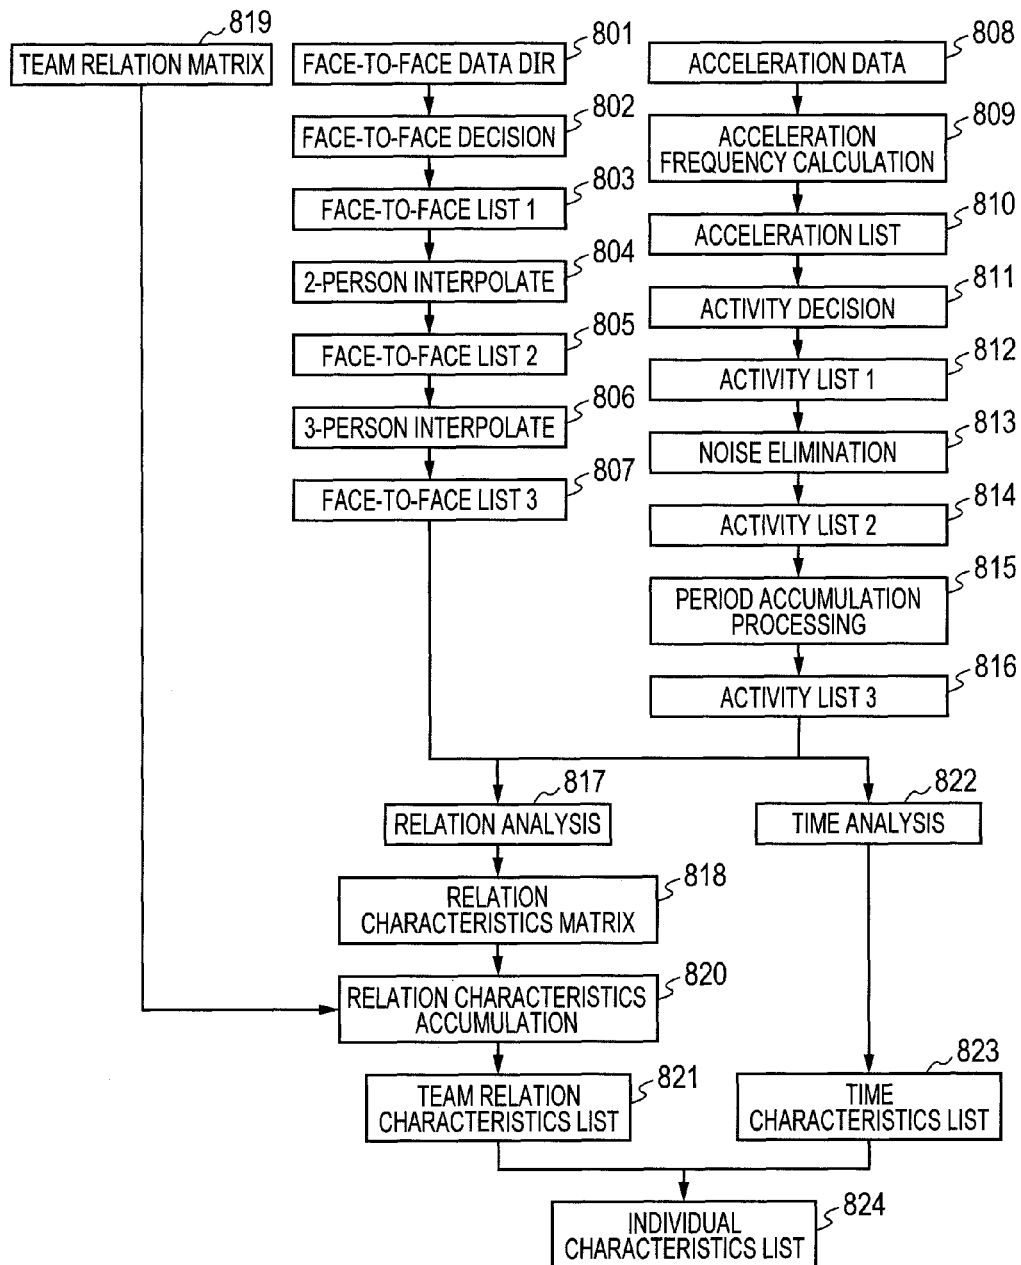 819
TEAM RELATION MATRIX
801
FACE-TO-FACE DATA DIR
802
FACE-TO-FACE DECISION
803
FACE-TO-FACE LIST 1
804
2-PERSON INTERPOLATE
805
FACE-TO-FACE LIST 2
806
3-PERSON INTERPOLATE
807
FACE-TO-FACE LIST 3
808
ACCELERATION DATA
809
ACCELERATION
FREQUENCY CALCULATION
810
ACCELERATION LIST
811
ACTIVITY DECISION
812
ACTIVITY LIST 1
813
NOISE ELIMINATION
814
ACTIVITY LIST 2
815
PERIOD ACCUMULATION
PROCESSING
816
ACTIVITY LIST 3
817
RELATION ANALYSIS
818
RELATION
CHARACTERISTICS MATRIX
820
RELATION CHARACTERISTICS
ACCUMULATION
821
TEAM RELATION
CHARACTERISTICS LIST
822
TIME ANALYSIS
823
TIME
CHARACTERISTICS LIST
824
INDIVIDUAL
CHARACTERISTICS LIST